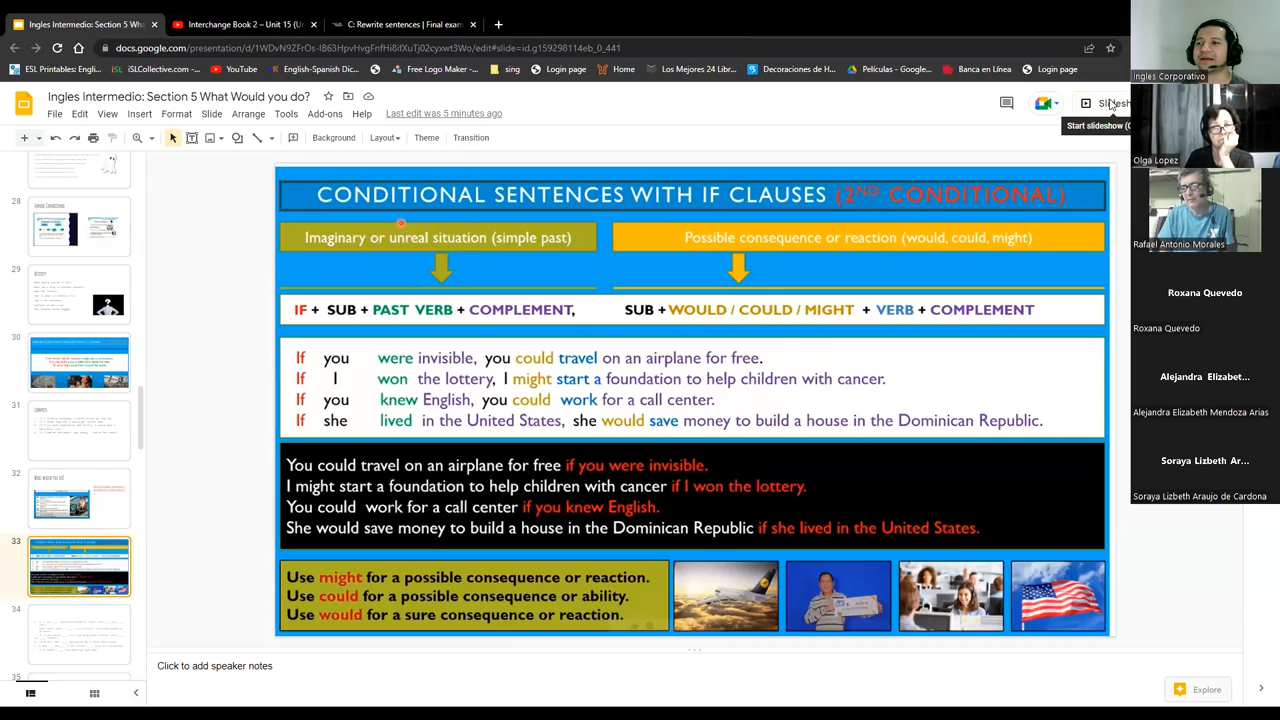 Ingles Intermedio: Section 5 Wha
Interchange Book 2 – Unit 15 (U
C: Rewrite sentences | Final exam
docs.google.com/presentation/d/1WDvN9ZFrOs-IB63HpvHvgFnfHi8ifXuTj02cyxwt3Wo/edit#slide=id.g159298114eb_0_441
ESL Printables: Engli...
iSLCollective.com -...
YouTube
English-Spanish Dic...
Login page
Free Logo Maker -...
sing
Login page
Home
Los Mejores 24 Libr...
Decoraciones de H...
Películas - Google...
Banca en Línea
Login page
Ingles Intermedio: Section 5 What Would you do?
File Edit View Insert Format Slide Arrange Tools Add-ons Help Last edit was 5 minutes ago
Slidesh
Start slideshow (C
Background Layout Theme Transition
CONDITIONAL SENTENCES WITH IF CLAUSES (2ND CONDITIONAL)
Imaginary or unreal situation (simple past)
Possible consequence or reaction (would, could, might)
IF + SUB + PAST VERB + COMPLEMENT, SUB + WOULD / COULD / MIGHT + VERB + COMPLEMENT
If you were invisible, you could travel on an airplane for free.
If I won the lottery, I might start a foundation to help children with cancer.
If you knew English, you could work for a call center.
If she lived in the United States, she would save money to build a house in the Dominican Republic.
You could travel on an airplane for free if you were invisible.
I might start a foundation to help children with cancer if I won the lottery.
You could work for a call center if you knew English.
She would save money to build a house in the Dominican Republic if she lived in the United States.
Use might for a possible consequence or reaction.
Use could for a possible consequence or ability.
Use would for a sure consequence or reaction.
Click to add speaker notes
Explore
28
29
30
31
32
33
34
35
Ingles Corporativo
Olga Lopez
Rafael Antonio Morales
Roxana Quevedo
Roxana Quevedo
Alejandra Elizabet...
Alejandra Elizabeth Mendoza Arias
Soraya Lizbeth Ar...
Soraya Lizbeth Araujo de Cardona